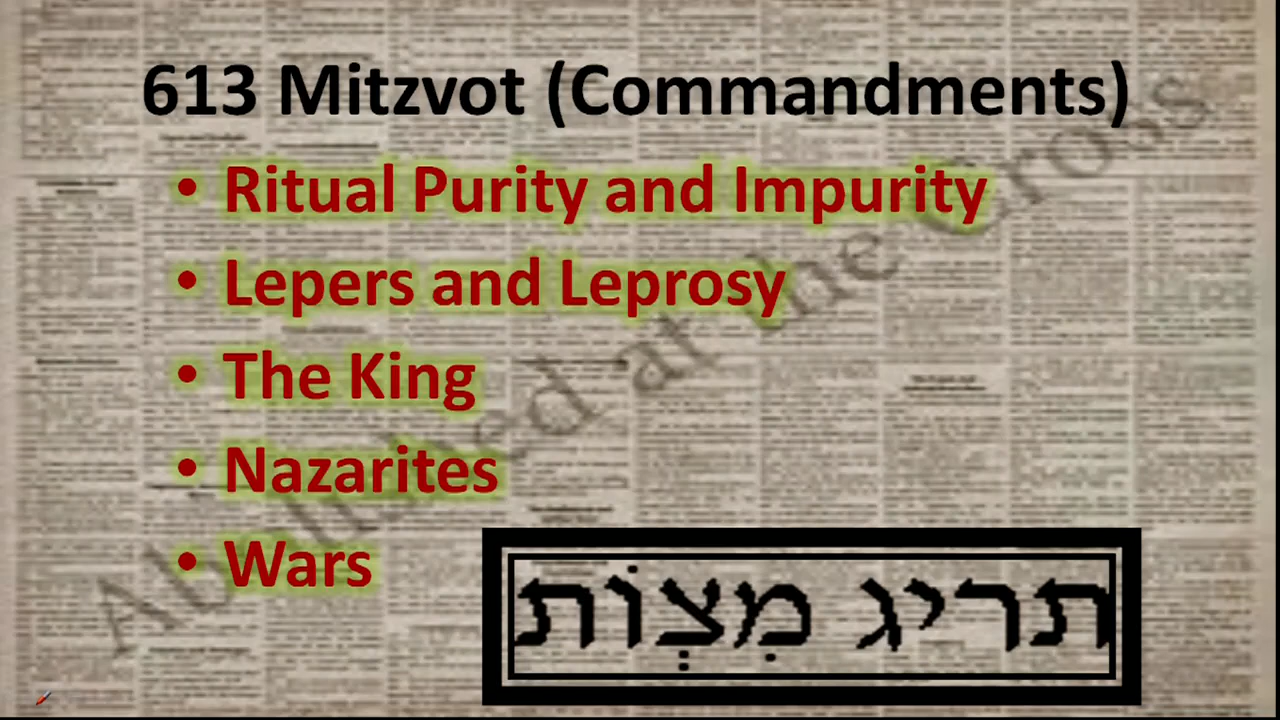 613 Mitzvot (Commandments)
• Ritual Purity and Impurity
• Lepers and Leprosy
• The King
• Nazarites
• Wars
Abolished at the Cross
תריג מִצְוֹת